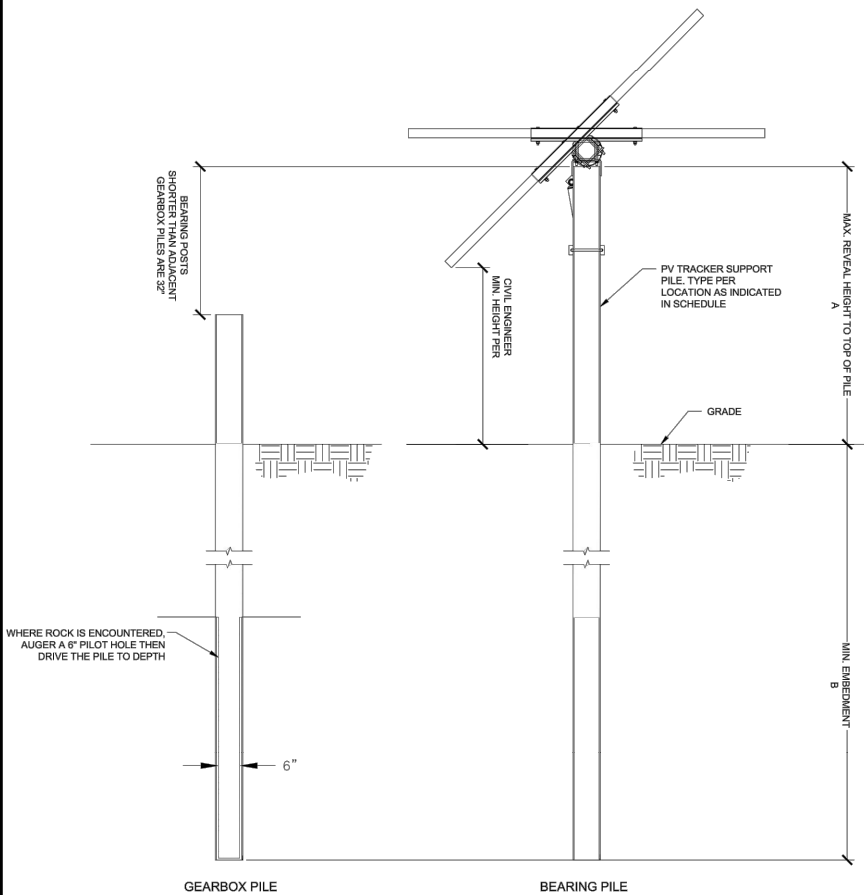 BEARING POSTS
SHORTER THAN ADJACENT
GEARBOX PILES ARE 32"
CIVIL ENGINEER
MIN. HEIGHT PER
PV TRACKER SUPPORT
PILE. TYPE PER
LOCATION AS INDICATED
IN SCHEDULE
MAX. REVEAL HEIGHT TO TOP OF PILE
A
GRADE
WHERE ROCK IS ENCOUNTERED,
AUGER A 6" PILOT HOLE THEN
DRIVE THE PILE TO DEPTH
MIN. EMBEDMENT
B
6"
GEARBOX PILE
BEARING PILE